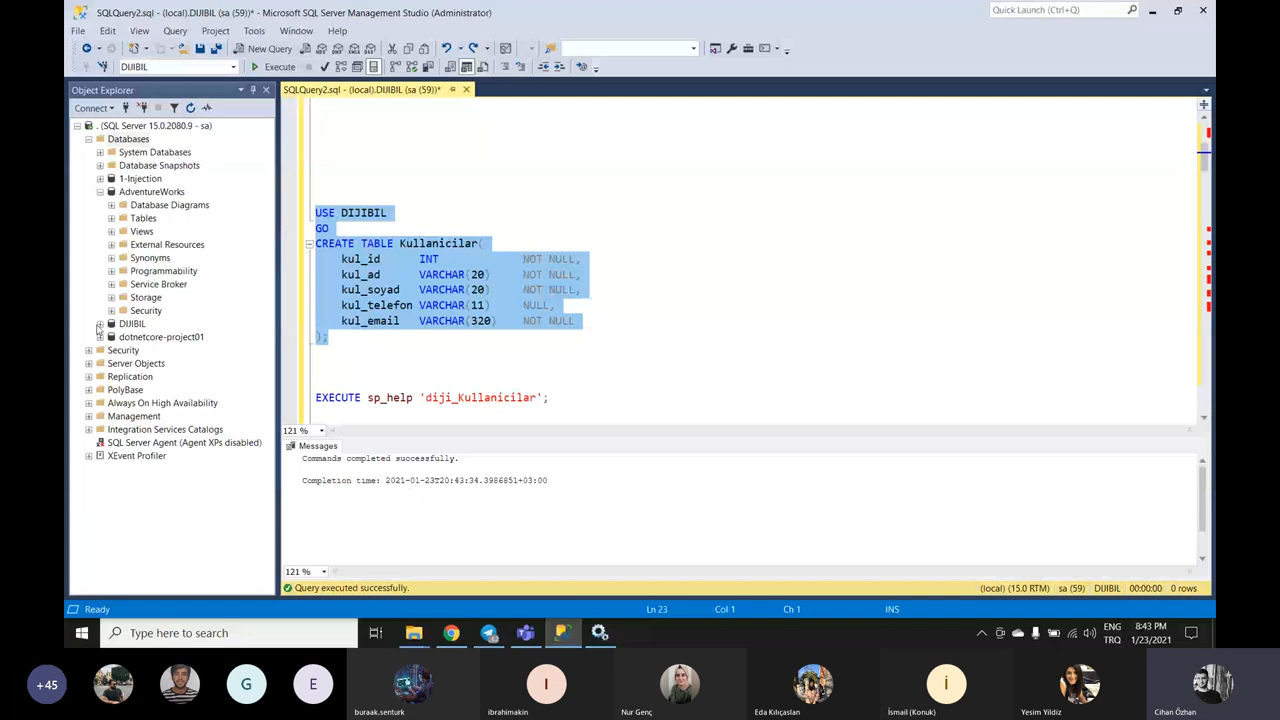 SQLQuery2.sql - (local).DIJIBIL (sa (59))* - Microsoft SQL Server Management Studio (Administrator)
Quick Launch (Ctrl+Q)
File Edit View Query Project Tools Window Help
New Query
DIJIBIL
Execute
Object Explorer
SQLQuery2.sql - (local).DIJIBIL (sa (59))*
Connect
. (SQL Server 15.0.2080.9 - sa)
Databases
System Databases
Database Snapshots
1-Injection
AdventureWorks
Database Diagrams
Tables
Views
External Resources
Synonyms
Programmability
Service Broker
Storage
Security
DIJIBIL
dotnetcore-project01
Security
Server Objects
Replication
PolyBase
Always On High Availability
Management
Integration Services Catalogs
SQL Server Agent (Agent XPs disabled)
XEvent Profiler
USE DIJIBIL
GO
CREATE TABLE Kullanicilar(
kul_id INT NOT NULL,
kul_ad VARCHAR(20) NOT NULL,
kul_soyad VARCHAR(20) NOT NULL,
kul_telefon VARCHAR(11) NULL,
kul_email VARCHAR(320) NOT NULL
);
EXECUTE sp_help 'diji_Kullanicilar';
121 %
Messages
Commands completed successfully.
Completion time: 2021-01-23T20:43:34.3986851+03:00
121 %
Query executed successfully.
(local) (15.0 RTM) sa (59) DIJIBIL 00:00:00 0 rows
Ready
Ln 23 Col 1 Ch 1 INS
Type here to search
ENG
TRQ
8:43 PM
1/23/2021
+45
G
E
I
İ
buraak.senturk
ibrahimakin
Nur Genç
Eda Kılıçaslan
İsmail (Konuk)
Yesim Yildiz
Cihan Özhan